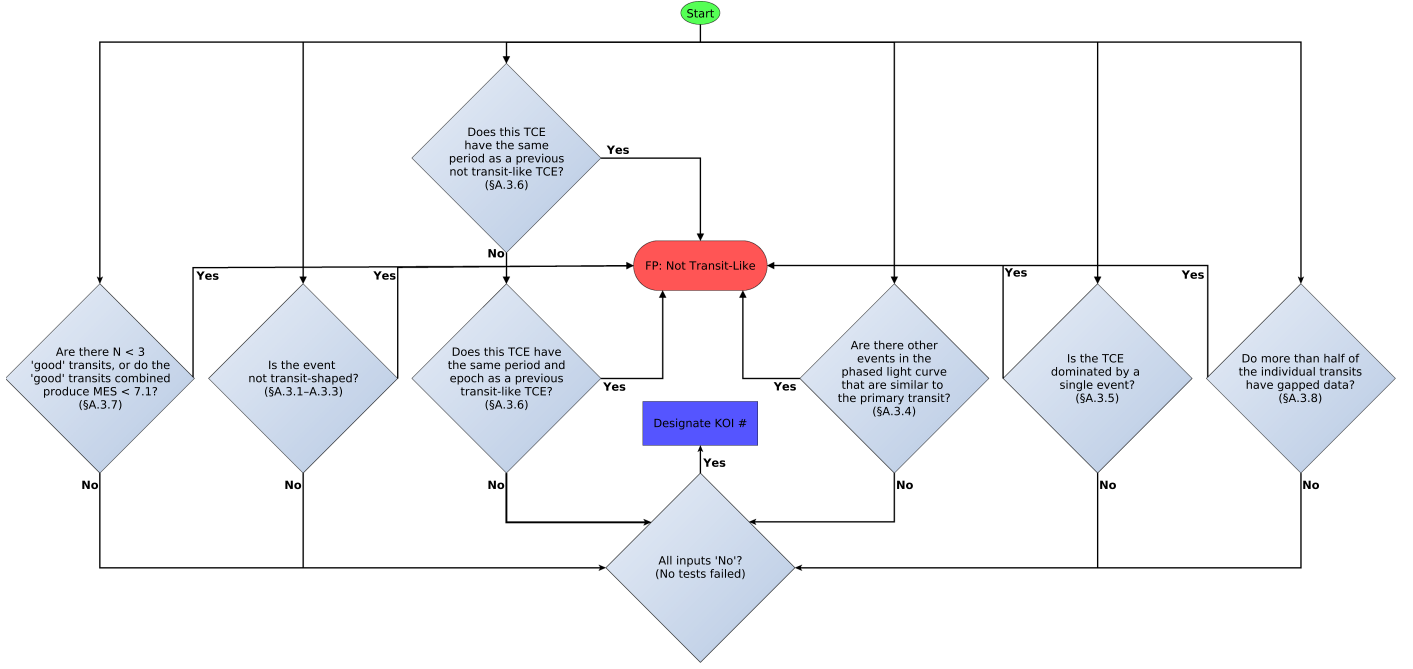 Start
Does this TCE
have the same
period as a previous
not transit-like TCE?
(§A.3.6)
Yes
No
FP: Not Transit-Like
Yes
Yes
Yes
Yes
Are there N < 3
'good' transits, or do the
'good' transits combined
produce MES < 7.1?
(§A.3.7)
Is the event
not transit-shaped?
(§A.3.1–A.3.3)
Does this TCE have
the same period and
epoch as a previous
transit-like TCE?
(§A.3.6)
Yes
Are there other
events in the
phased light curve
that are similar to
the primary transit?
(§A.3.4)
Yes
Is the TCE
dominated by a
single event?
(§A.3.5)
Do more than half of
the individual transits
have gapped data?
(§A.3.8)
Designate KOI #
Yes
No
No
No
No
No
No
All inputs 'No'?
(No tests failed)